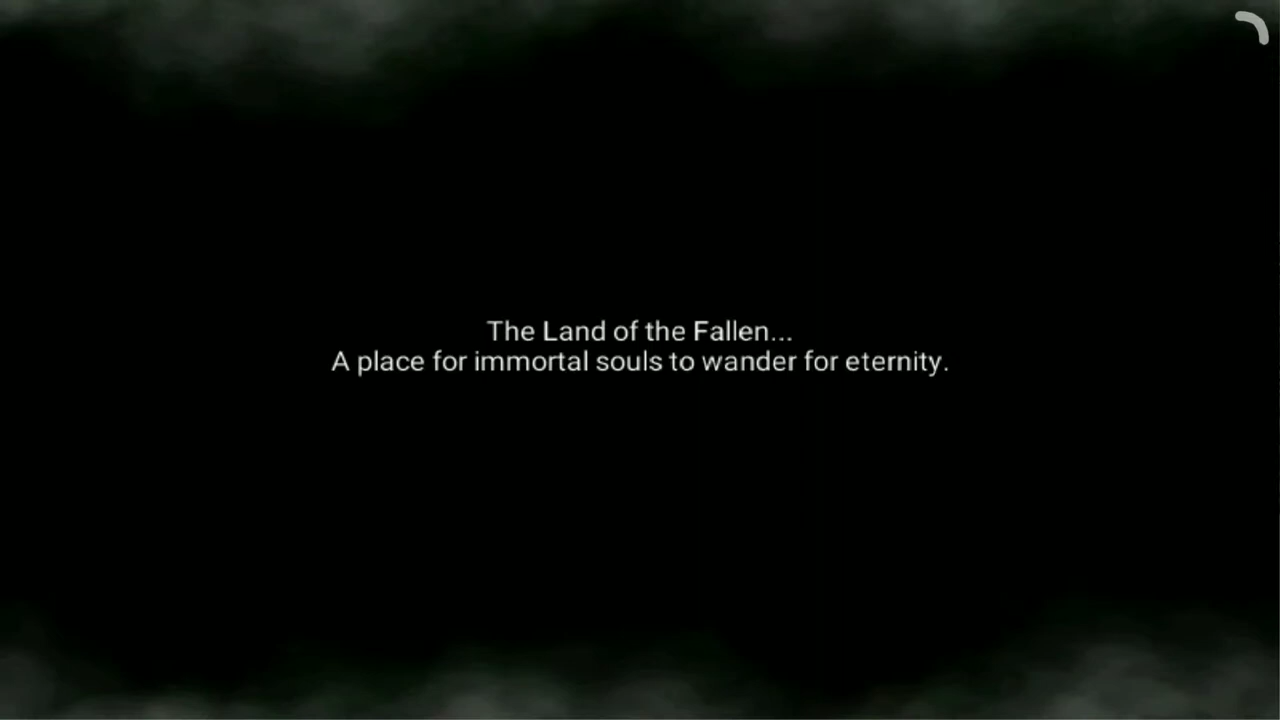 The Land of the Fallen...
A place for immortal souls to wander for eternity.